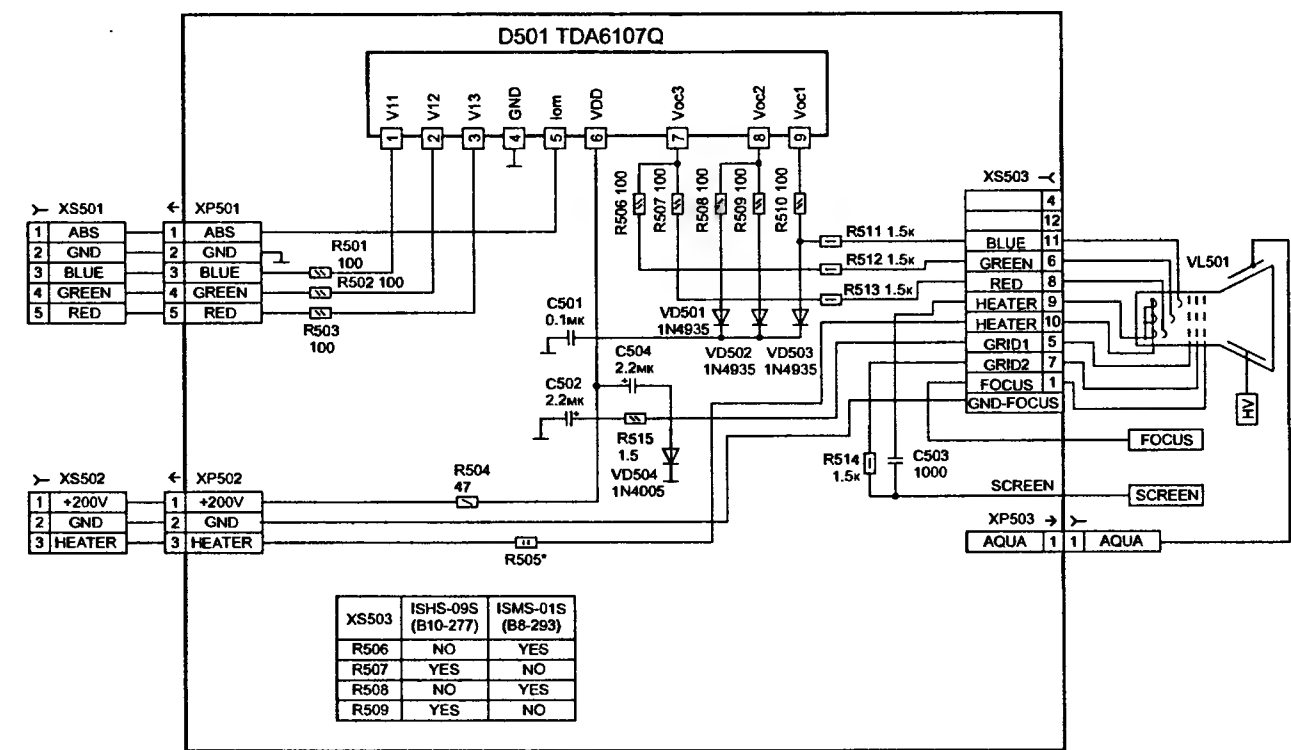 D501 TDA6107Q
V11 V12 V13 GND Iom VDD Voc3 Voc2 Voc1
1 2 3 4 5 6 7 8 9
R506 100 R507 100 R508 100 R509 100 R510 100
XS501 XP501
1 ABS 1 ABS
2 GND 2 GND
3 BLUE 3 BLUE
4 GREEN 4 GREEN
5 RED 5 RED
R501
100
R502 100
R503
100
XS503
4
12
BLUE 11
GREEN 6
RED 8
HEATER 9
HEATER 10
GRID1 5
GRID2 7
FOCUS 1
GND-FOCUS
R511 1.5к
R512 1.5к
R513 1.5к
VL501
HV
C501
0.1мк
VD501
1N4935
VD502
1N4935
VD503
1N4935
C504
2.2мк
+
C502
2.2мк
+
R515
1.5
VD504
1N4005
R514
1.5к
C503
1000
FOCUS
SCREEN
SCREEN
XS502 XP502
1 +200V 1 +200V
2 GND 2 GND
3 HEATER 3 HEATER
R504
47
R505*
XP503
AQUA 1 1 AQUA
XS503 ISHS-09S (B10-277) ISMS-01S (B8-293)
R506 NO YES
R507 YES NO
R508 NO YES
R509 YES NO